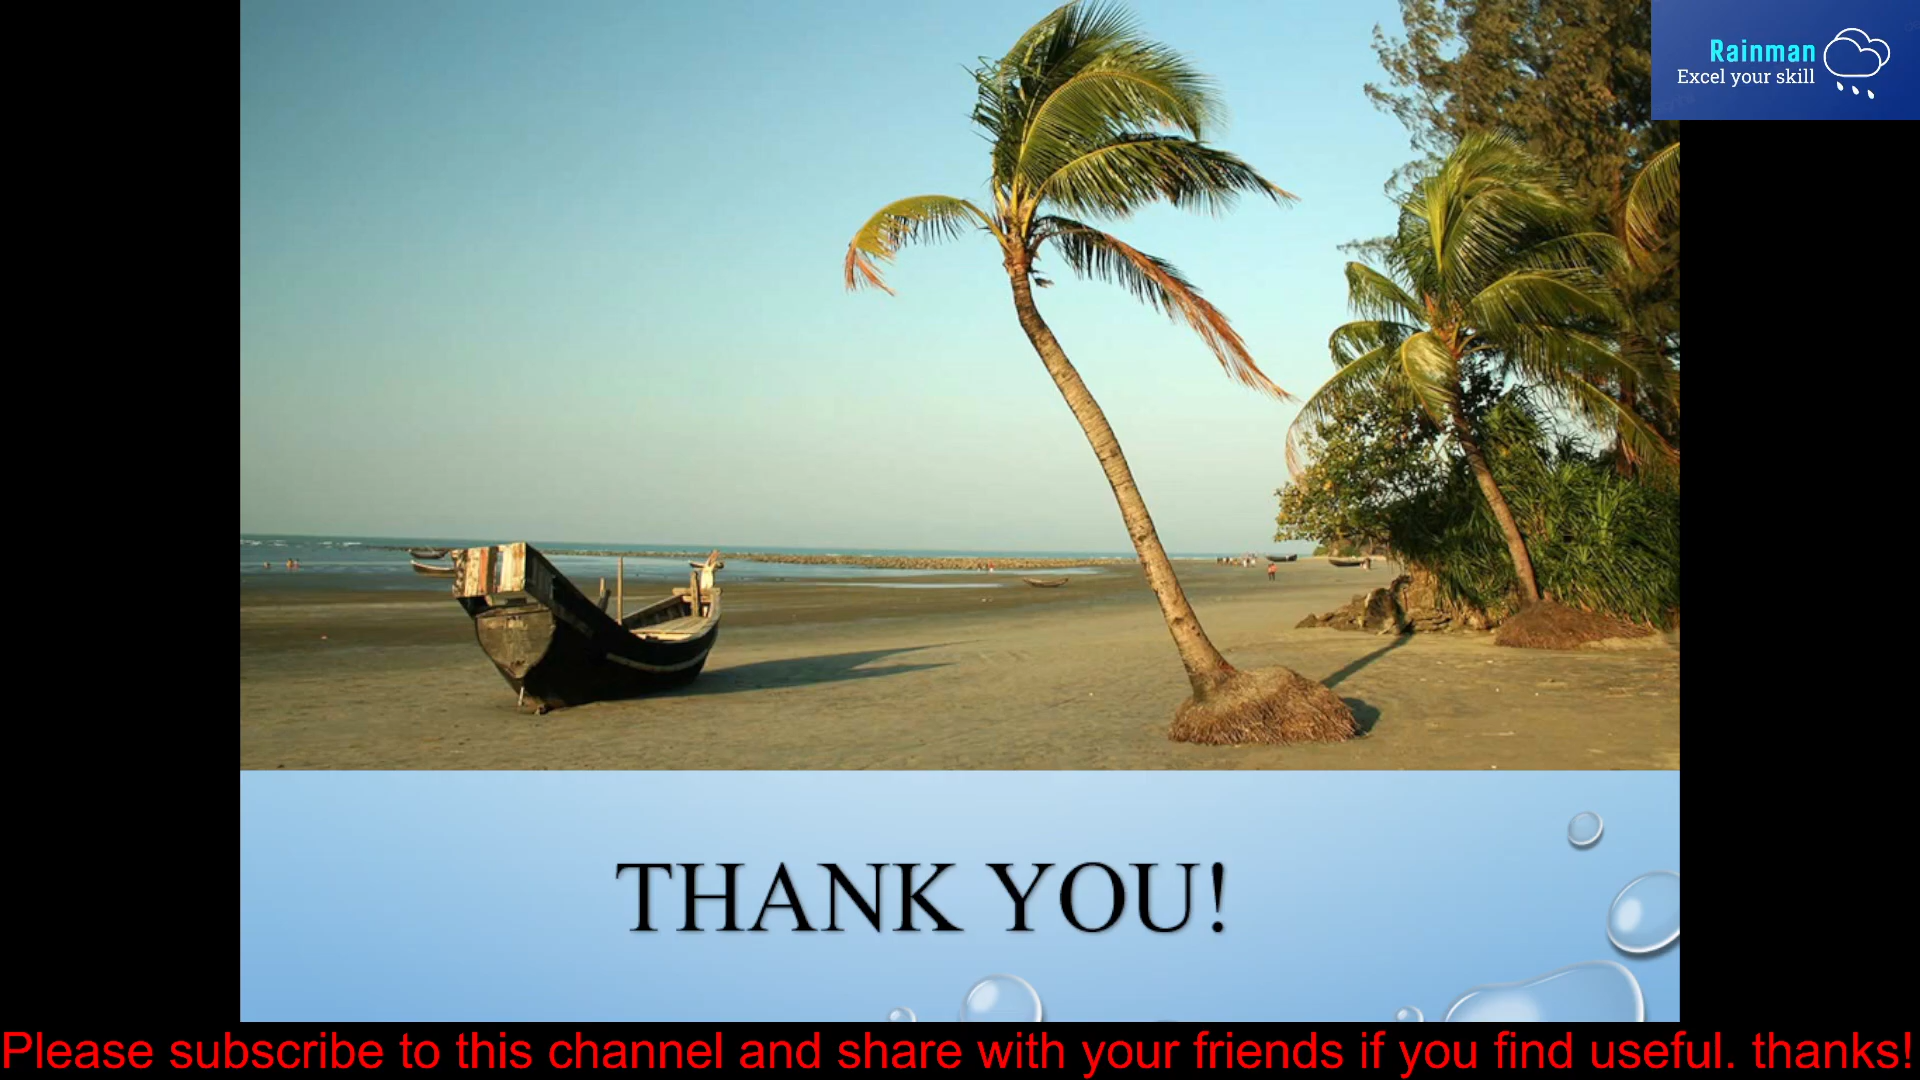 Rainman
Excel your skill
THANK YOU!
Please subscribe to this channel and share with your friends if you find useful. thanks!